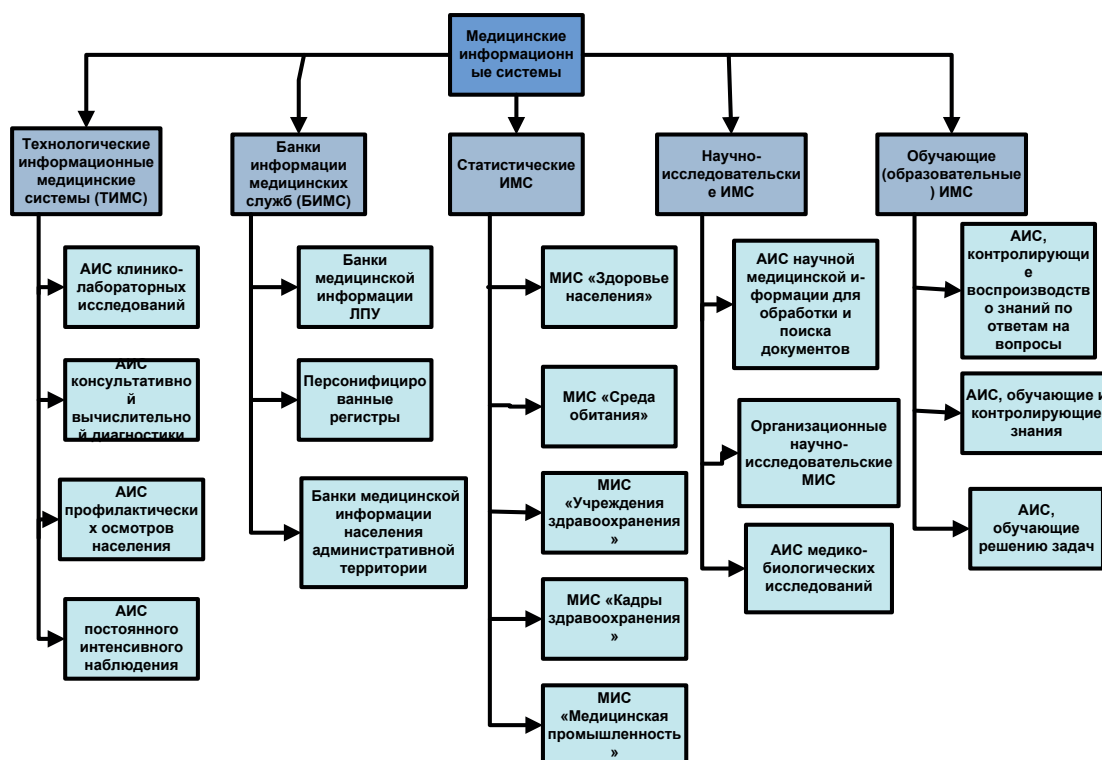 Медицинские
информационн
ые системы
Технологические
информационные
медицинские
системы (ТИМС)
Банки
информации
медицинских
служб (БИМС)
Статистические
ИМС
Научно-
исследовательски
е ИМС
Обучающие
(образовательные
) ИМС
АИС клинико-
лабораторных
исследований
АИС
консультативно
й
вычислительно
й диагностики
АИС
профилактически
х осмотров
населения
АИС
постоянного
интенсивного
наблюдения
Банки
медицинской
информации
ЛПУ
Персонифициро
ванные
регистры
Банки медицинской
информации
населения
административной
территории
МИС «Здоровье
населения»
МИС «Среда
обитания»
МИС
«Учреждения
здравоохранения
»
МИС «Кадры
здравоохранения
»
МИС
«Медицинская
промышленность
»
АИС научной
медицинской и-
формации для
обработки и
поиска
документов
Организационные
научно-
исследовательские
МИС
АИС медико-
биологических
исследований
АИС,
контролирующи
е
воспроизводств
о знаний по
ответам на
вопросы
АИС, обучающие и
контролирующие
знания
АИС,
обучающие
решению задач